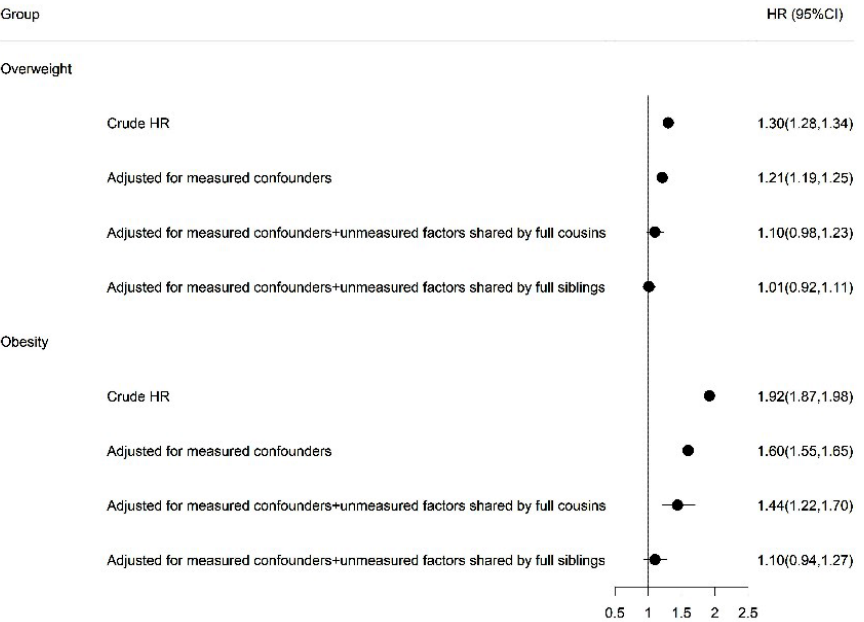 Group HR (95%CI)
Overweight
Crude HR 1.30(1.28,1.34)
Adjusted for measured confounders 1.21(1.19,1.25)
Adjusted for measured confounders+unmeasured factors shared by full cousins 1.10(0.98,1.23)
Adjusted for measured confounders+unmeasured factors shared by full siblings 1.01(0.92,1.11)
Obesity
Crude HR 1.92(1.87,1.98)
Adjusted for measured confounders 1.60(1.55,1.65)
Adjusted for measured confounders+unmeasured factors shared by full cousins 1.44(1.22,1.70)
Adjusted for measured confounders+unmeasured factors shared by full siblings 1.10(0.94,1.27)
0.5 1 1.5 2 2.5